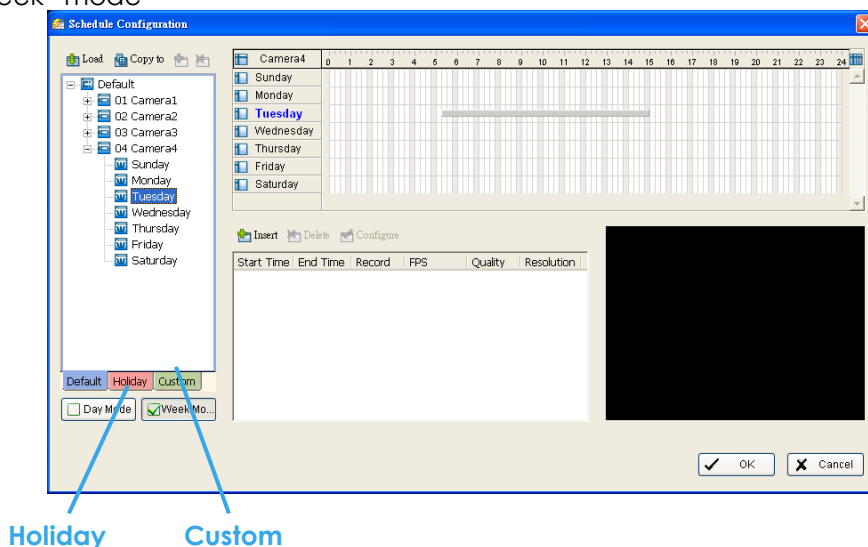 Schedule Configuration
Load Copy to
Default
01 Camera1
02 Camera2
03 Camera3
04 Camera4
Sunday
Monday
Tuesday
Wednesday
Thursday
Friday
Saturday
Default Holiday Custom
Day Mode Week Mo...
Camera4 0 1 2 3 4 5 6 7 8 9 10 11 12 13 14 15 16 17 18 19 20 21 22 23 24
Sunday
Monday
Tuesday
Wednesday
Thursday
Friday
Saturday
Insert Delete Configure
Start Time End Time Record FPS Quality Resolution
OK Cancel
Holiday Custom